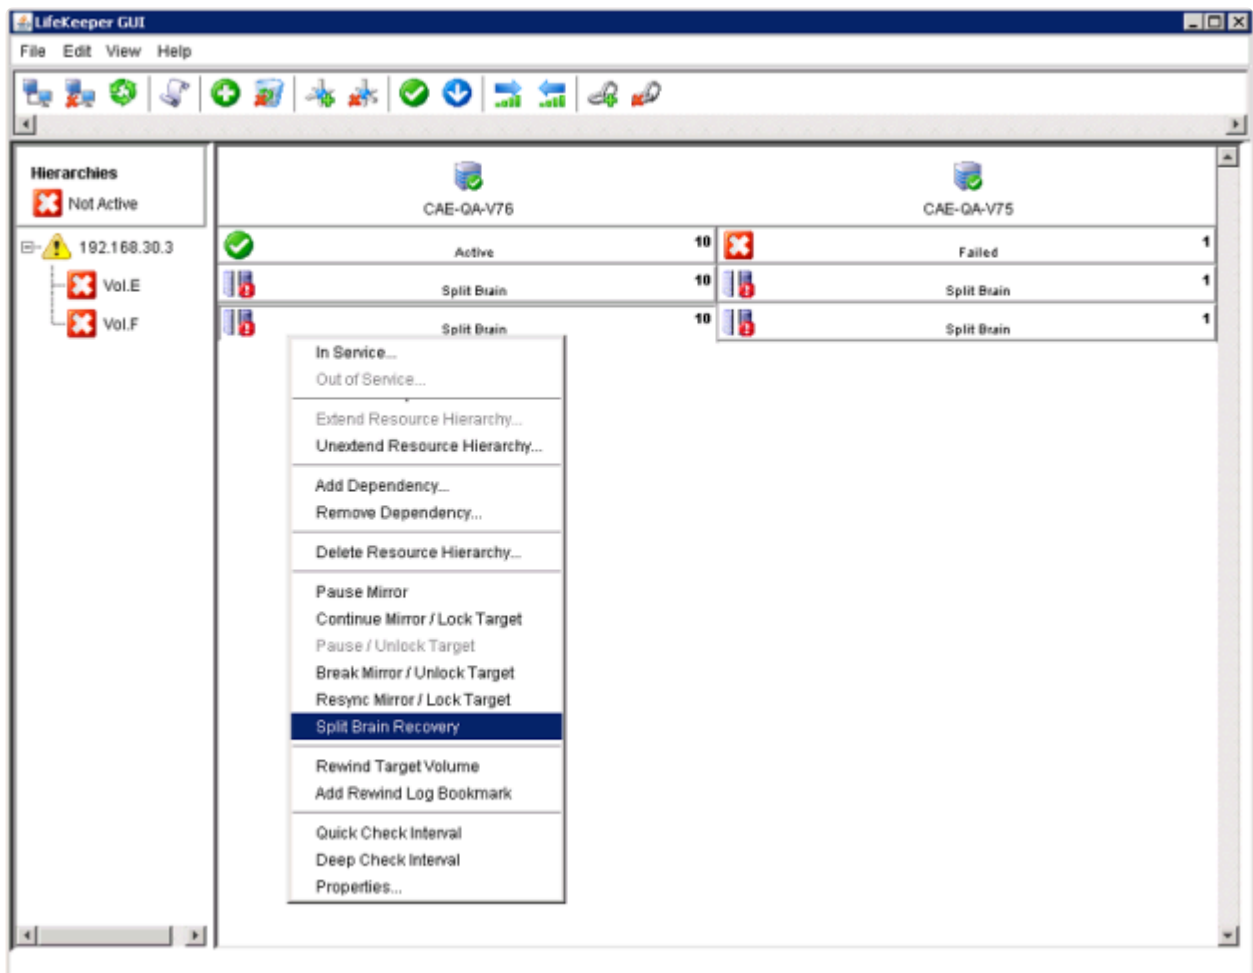 LifeKeeper GUI
File Edit View Help
Hierarchies
Not Active
CAE-QA-V76
CAE-QA-V75
192.168.30.3
Active 10
Failed 1
Vol.E
Split Brain 10
Split Brain 1
Vol.F
Split Brain 10
Split Brain 1
In Service...
Out of Service...
Extend Resource Hierarchy...
Unextend Resource Hierarchy...
Add Dependency...
Remove Dependency...
Delete Resource Hierarchy...
Pause Mirror
Continue Mirror / Lock Target
Pause / Unlock Target
Break Mirror / Unlock Target
Resync Mirror / Lock Target
Split Brain Recovery
Rewind Target Volume
Add Rewind Log Bookmark
Quick Check Interval
Deep Check Interval
Properties...